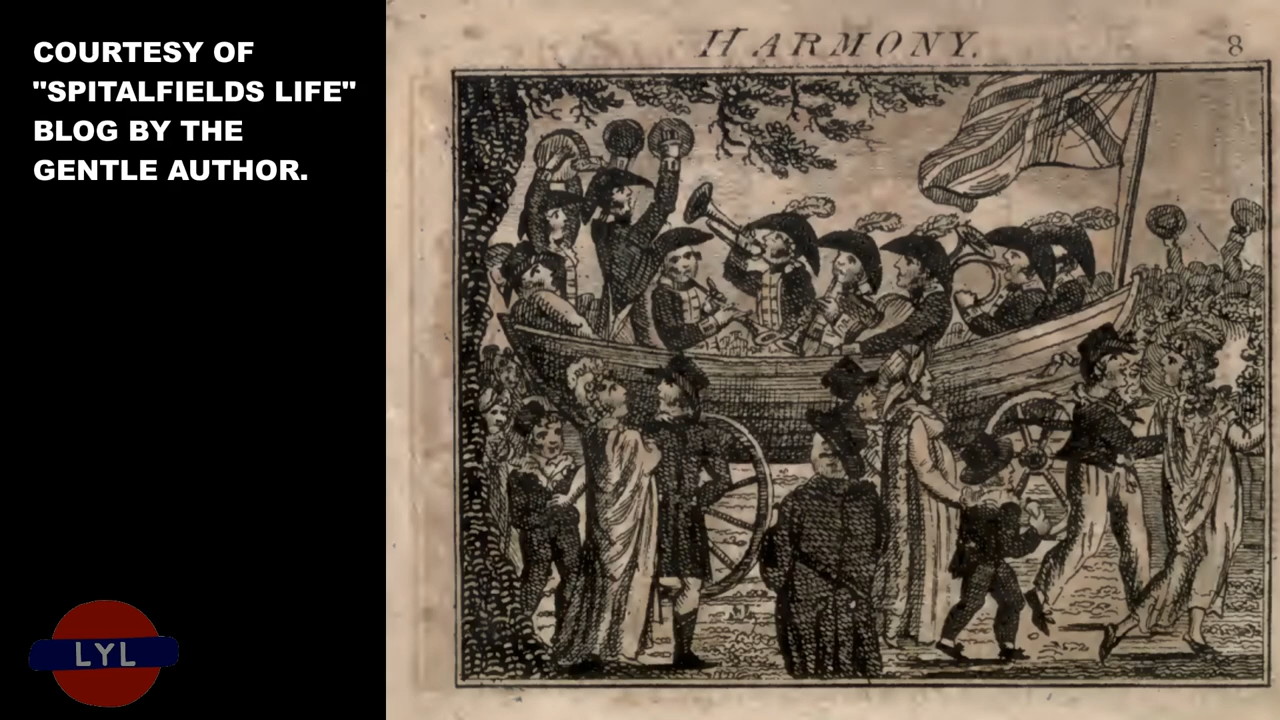 COURTESY OF
"SPITALFIELDS LIFE"
BLOG BY THE
GENTLE AUTHOR.
LYL
HARMONY.
8